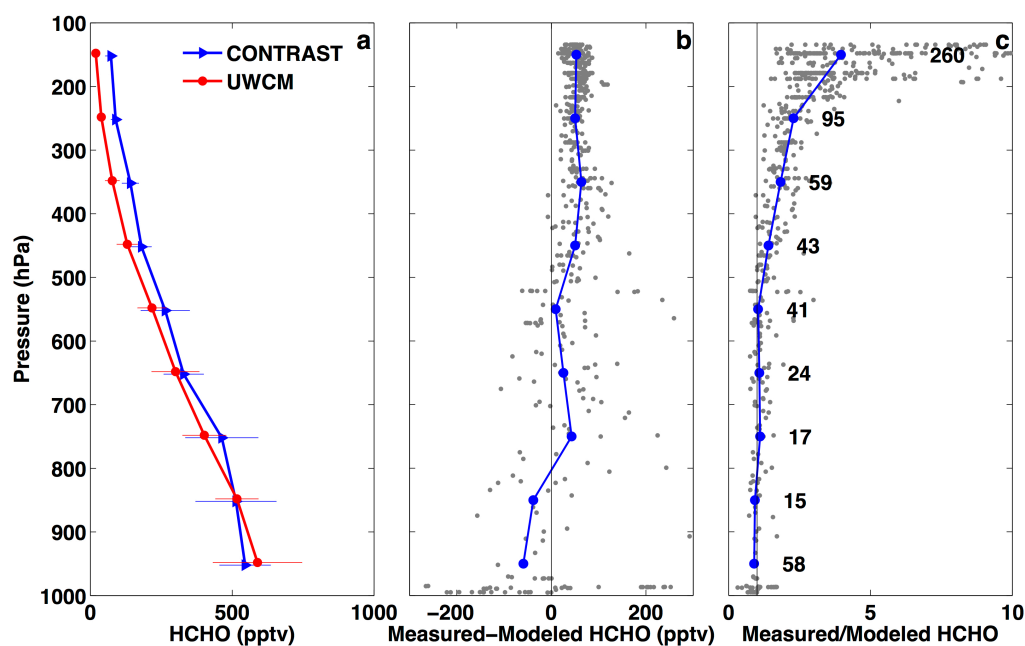 a
b
c
CONTRAST
UWCM
Pressure (hPa)
100
200
300
400
500
600
700
800
900
1000
260
95
59
43
41
24
17
15
58
0 500 1000
−200 0 200
0 5 10
HCHO (pptv)
Measured−Modeled HCHO (pptv)
Measured/Modeled HCHO